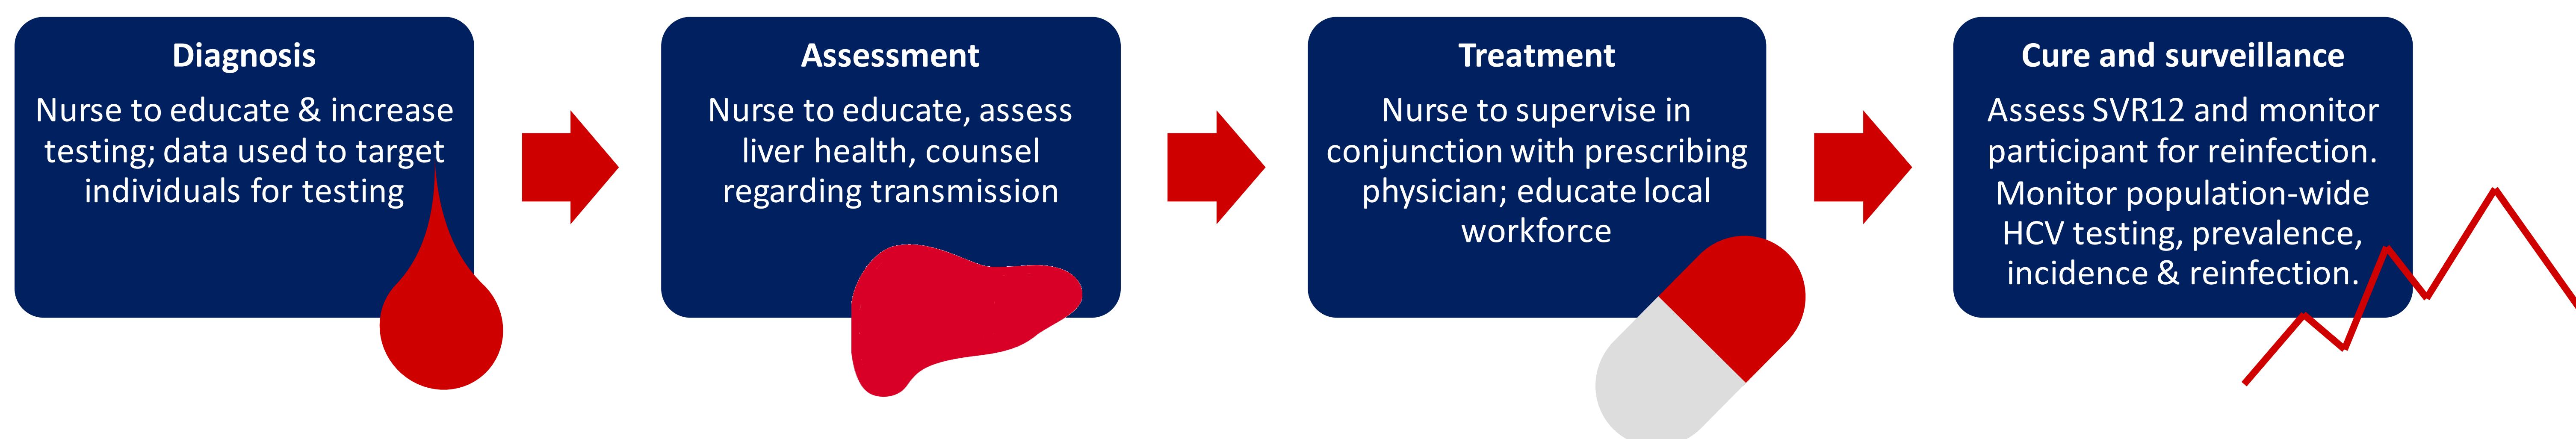 Diagnosis
Nurse to educate & increase
testing; data used to target
individuals for testing
Assessment
Nurse to educate, assess
liver health, counsel
regarding transmission
Treatment
Nurse to supervise in
conjunction with prescribing
physician; educate local
workforce
Cure and surveillance
Assess SVR12 and monitor
participant for reinfection.
Monitor population-wide
HCV testing, prevalence,
incidence & reinfection.